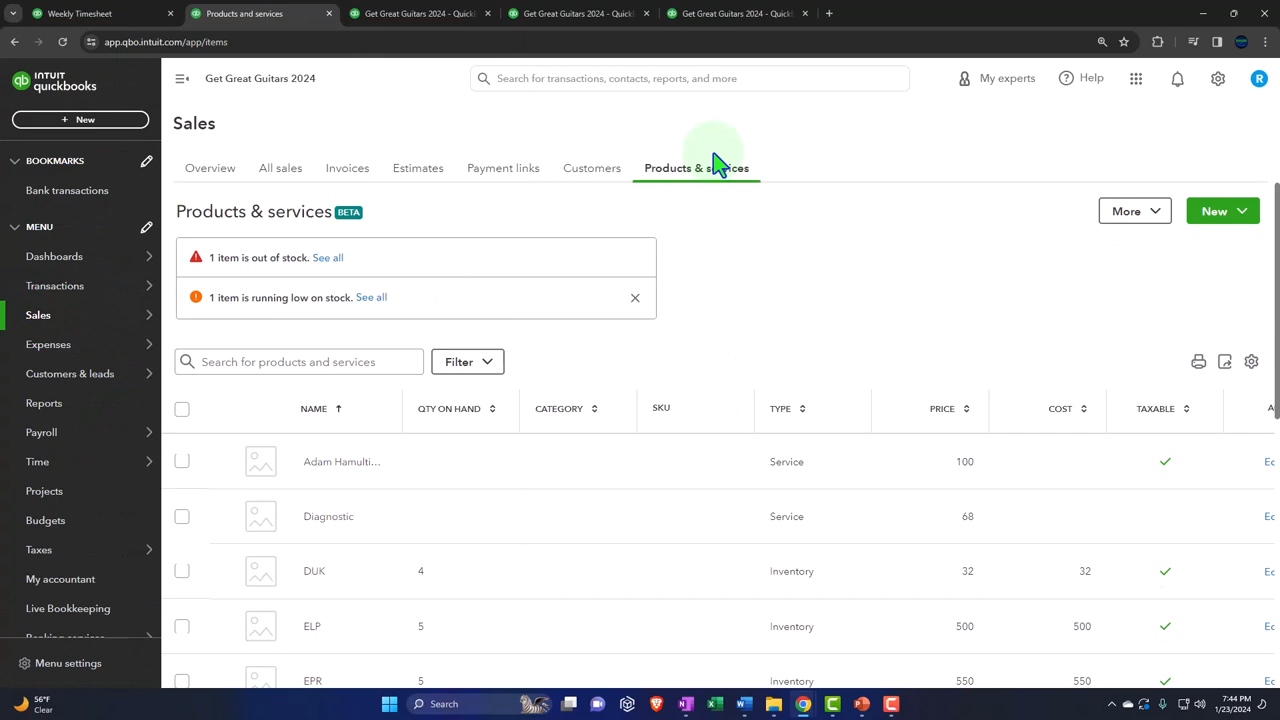 Weekly Timesheet
Products & services
Get Great Guitars 2024 - Quick
Get Great Guitars 2024 - Quick
Get Great Guitars 2024 - Quick
app.qbo.intuit.com/app/items
INTUIT
quickbooks
Get Great Guitars 2024
Search for transactions, contacts, reports, and more
My experts
Help
R
+ New
BOOKMARKS
Bank transactions
MENU
Dashboards
Transactions
Sales
Expenses
Customers & leads
Reports
Payroll
Time
Projects
Budgets
Taxes
My accountant
Live Bookkeeping
Banking services
Menu settings
Sales
Overview
All sales
Invoices
Estimates
Payment links
Customers
Products & services
Products & services BETA
More
New
1 item is out of stock. See all
1 item is running low on stock. See all
Search for products and services
Filter
NAME QTY ON HAND CATEGORY SKU TYPE PRICE COST TAXABLE A
Adam Hamulti... Service 100 Ec
Diagnostic Service 68 Ec
DUK 4 Inventory 32 32 Ec
ELP 5 Inventory 500 500 Ec
EPR 5 Inventory 550 550 Ec
56°F
Clear
Search
7:44 PM
1/23/2024